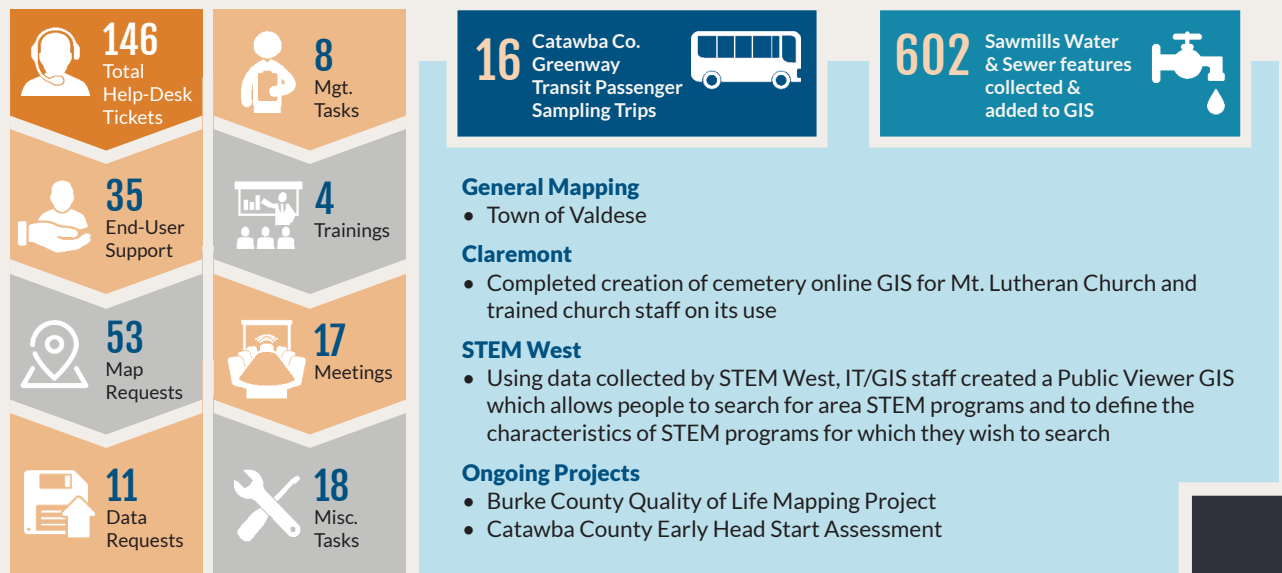 146
Total
Help-Desk
Tickets
35
End-User
Support
53
Map
Requests
11
Data
Requests
8
Mgt.
Tasks
4
Trainings
17
Meetings
18
Misc.
Tasks
16
Catawba Co.
Greenway
Transit Passenger
Sampling Trips
602
Sawmills Water
& Sewer features
collected &
added to GIS
General Mapping
• Town of Valdese
Claremont
• Completed creation of cemetery online GIS for Mt. Lutheran Church and
trained church staff on its use
STEM West
• Using data collected by STEM West, IT/GIS staff created a Public Viewer GIS
which allows people to search for area STEM programs and to define the
characteristics of STEM programs for which they wish to search
Ongoing Projects
• Burke County Quality of Life Mapping Project
• Catawba County Early Head Start Assessment